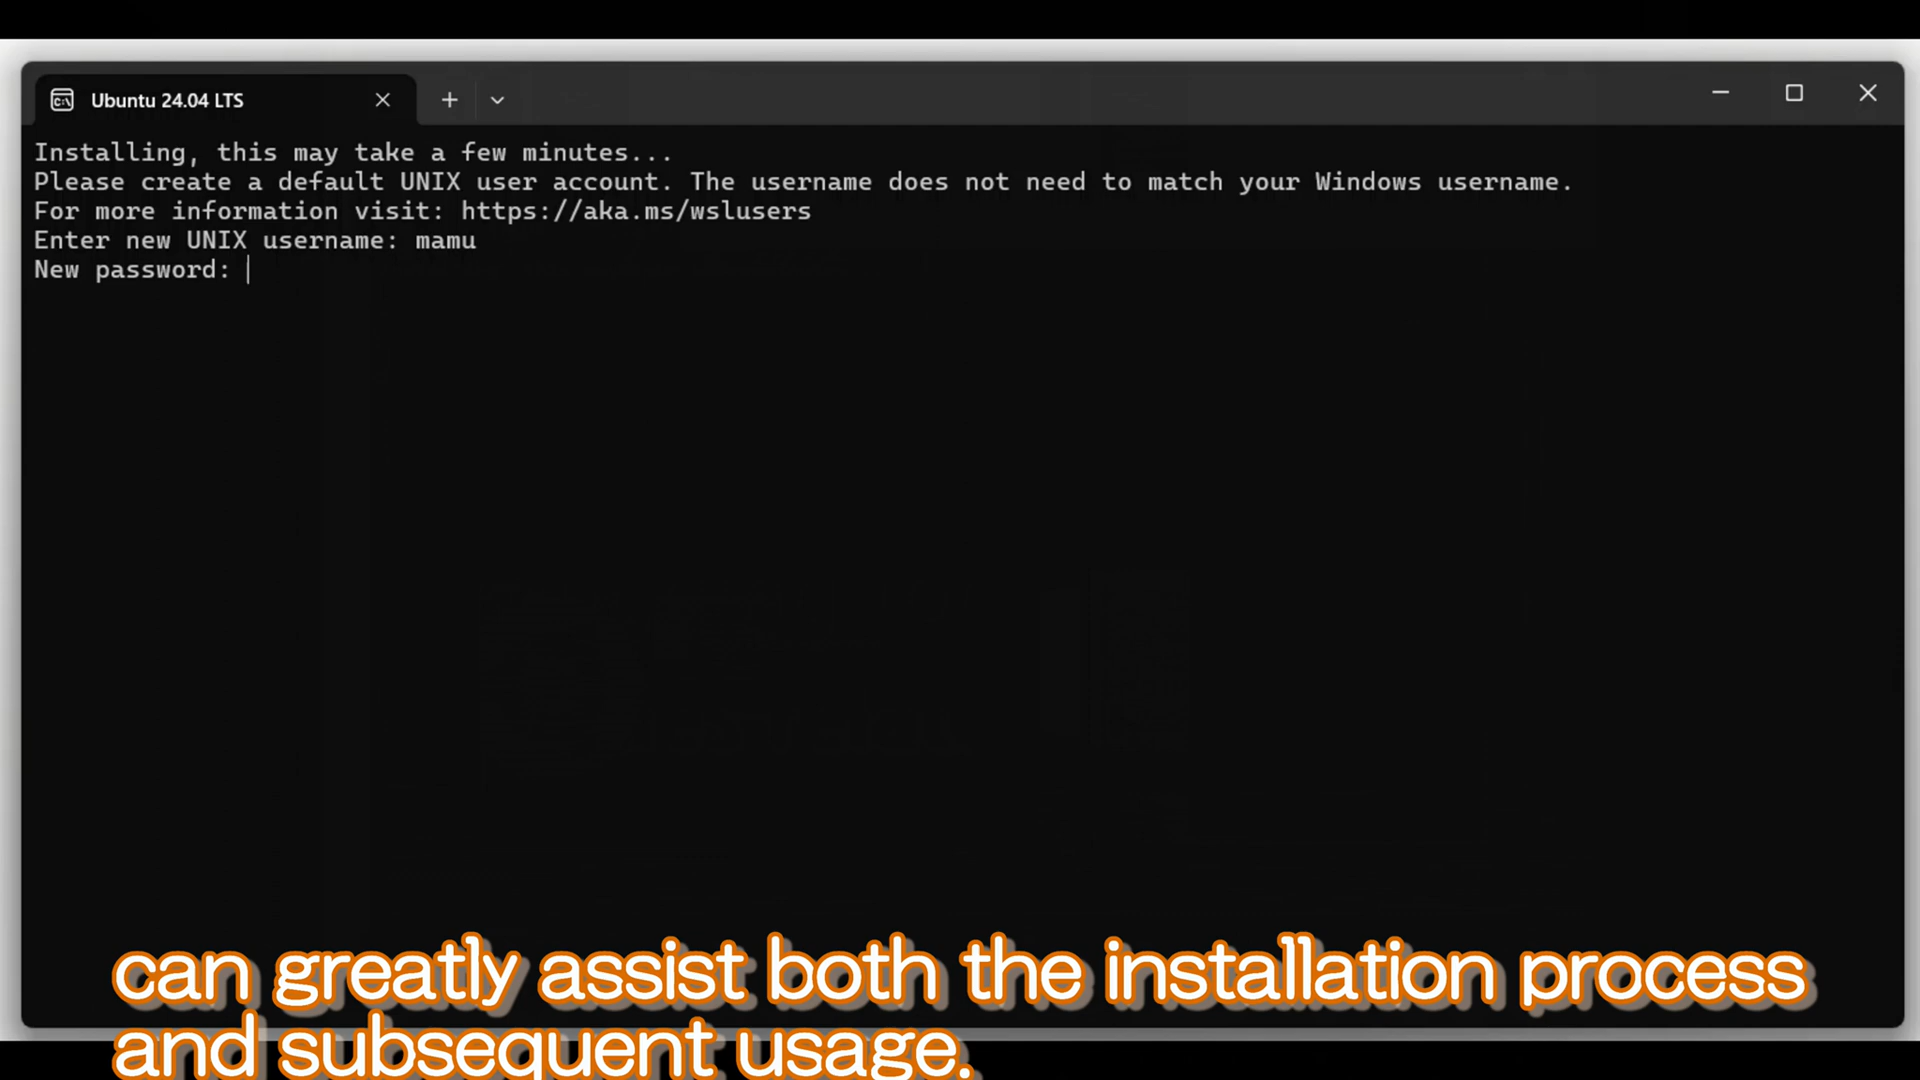 Ubuntu 24.04 LTS
Installing, this may take a few minutes...
Please create a default UNIX user account. The username does not need to match your Windows username.
For more information visit: https://aka.ms/wslusers
Enter new UNIX username: mamu
New password:
can greatly assist both the installation process
and subsequent usage.